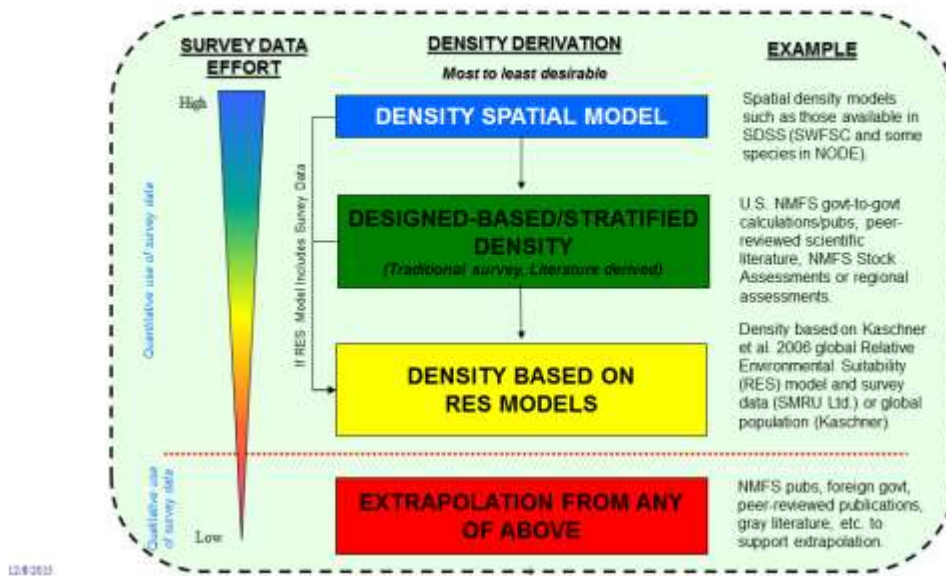 SURVEY DATA
EFFORT
DENSITY DERIVATION
Most to least desirable
EXAMPLE
High
DENSITY SPATIAL MODEL
Spatial density models
such as those available in
SDSS (SWFSC and some
species in NODE).
If RES Model Includes Survey Data
Quantitative use of survey data
DESIGNED-BASED/STRATIFIED
DENSITY
(Traditional survey, Literature derived)
U.S. NMFS govt-to-govt
calculations/pubs, peer-
reviewed scientific
literature, NMFS Stock
Assessments or regional
assessments.
DENSITY BASED ON
RES MODELS
Density based on Kaschner
et al. 2006 global Relative
Environmental Suitability
(RES) model and survey
data (SMRU Ltd.) or global
population (Kaschner)
Qualitative use
of survey data
Low
EXTRAPOLATION FROM ANY
OF ABOVE
NMFS pubs, foreign govt,
peer-reviewed publications,
gray literature, etc. to
support extrapolation.